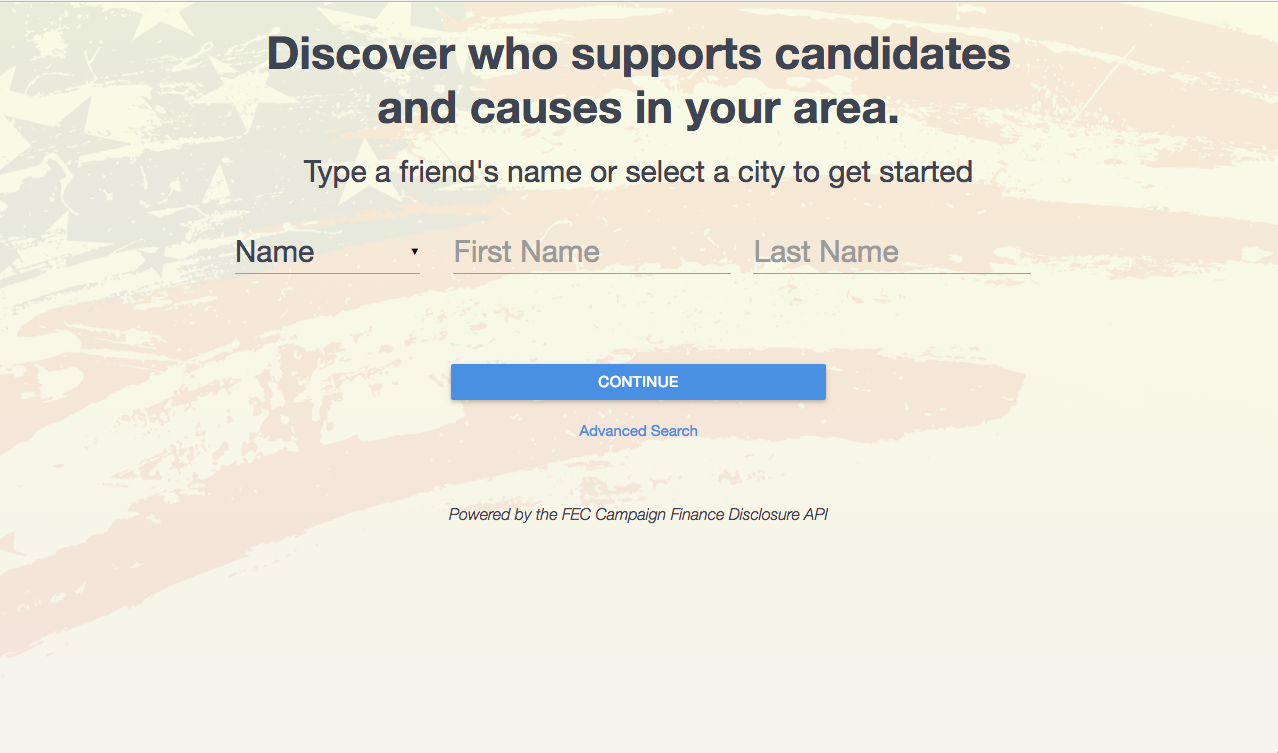 Discover who supports candidates
and causes in your area.
Type a friend's name or select a city to get started
Name First Name Last Name
CONTINUE
Advanced Search
Powered by the FEC Campaign Finance Disclosure API